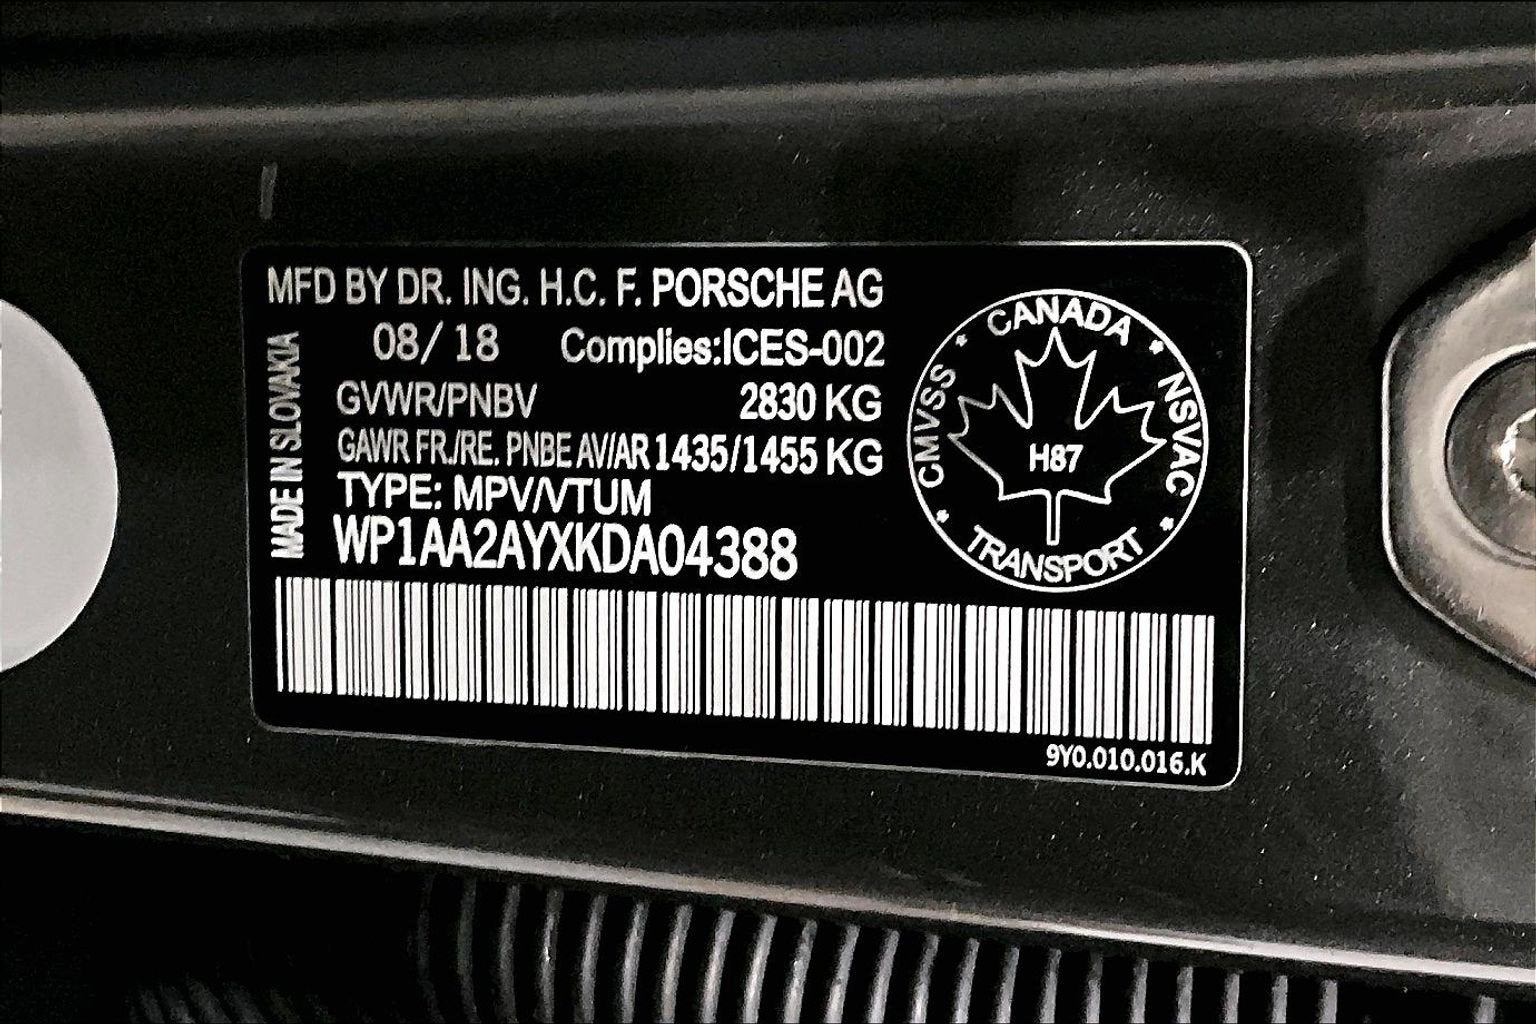 MFD BY DR. ING. H.C. F. PORSCHE AG
08/ 18 Complies:ICES-002
GVWR/PNBV 2830 KG
GAWR FR./RE. PNBE AV/AR 1435/1455 KG
TYPE: MPV/VTUM
WP1AA2AYXKDA04388
MADE IN SLOVAKIA
CANADA
CMVSS
NSVAC
H87
TRANSPORT
9Y0.010.016.K